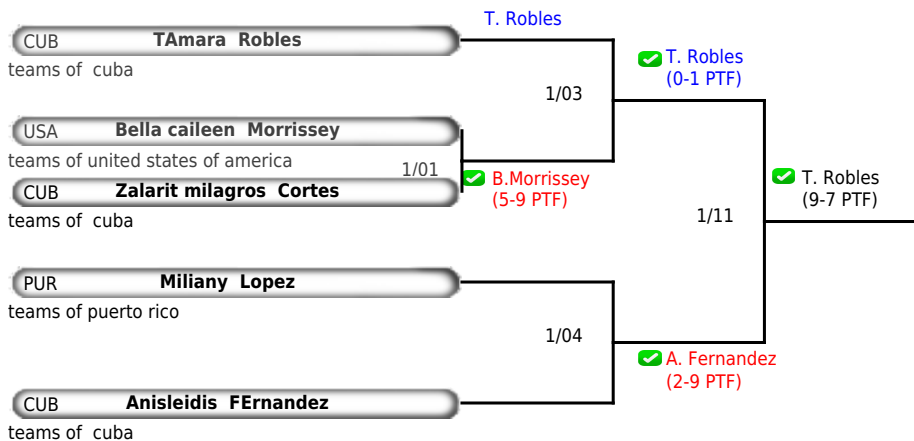 T. Robles
CUB TAmara Robles
teams of cuba
T. Robles
(0-1 PTF)
1/03
USA Bella caileen Morrissey
teams of united states of america
1/01
CUB Zalarit milagros Cortes
teams of cuba
B.Morrissey
(5-9 PTF)
T. Robles
(9-7 PTF)
1/11
PUR Miliany Lopez
teams of puerto rico
1/04
A. Fernandez
(2-9 PTF)
CUB Anisleidis FErnandez
teams of cuba